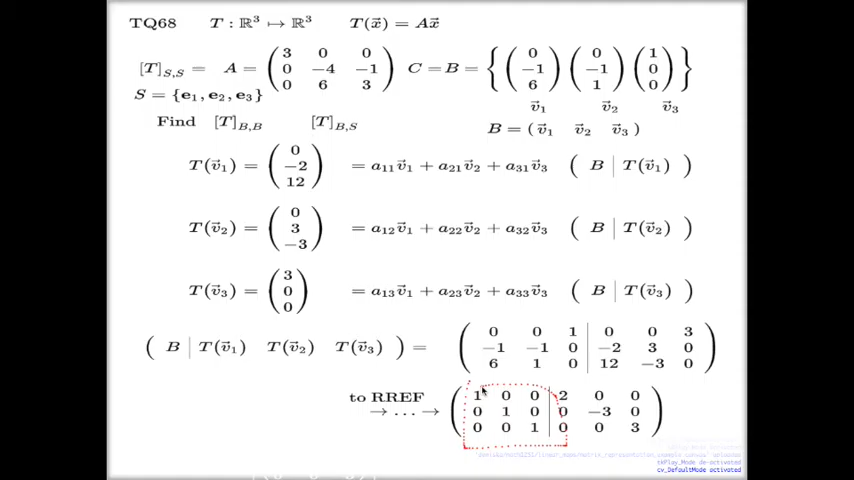 TQ68 T : ℝ³ ↦ ℝ³ T(x⃗) = Ax⃗
[T]_{S,S} = A = ( 3 0 0 ; 0 −4 −1 ; 0 6 3 ) C = B = { ( 0 ; −1 ; 6 ) ( 0 ; −1 ; 1 ) ( 1 ; 0 ; 0 ) }
S = {e₁, e₂, e₃} v⃗₁ v⃗₂ v⃗₃
Find [T]_{B,B} [T]_{B,S} B = ( v⃗₁ v⃗₂ v⃗₃ )
T(v⃗₁) = ( 0 ; −2 ; 12 ) = a₁₁v⃗₁ + a₂₁v⃗₂ + a₃₁v⃗₃ ( B | T(v⃗₁) )
T(v⃗₂) = ( 0 ; 3 ; −3 ) = a₁₂v⃗₁ + a₂₂v⃗₂ + a₃₂v⃗₃ ( B | T(v⃗₂) )
T(v⃗₃) = ( 3 ; 0 ; 0 ) = a₁₃v⃗₁ + a₂₃v⃗₂ + a₃₃v⃗₃ ( B | T(v⃗₃) )
( B | T(v⃗₁) T(v⃗₂) T(v⃗₃) ) = ( 0 0 1 | 0 0 3 ; −1 −1 0 | −2 3 0 ; 6 1 0 | 12 −3 0 )
to RREF
→ ... → ( 1 0 0 | 2 0 0 ; 0 1 0 | 0 −3 0 ; 0 0 1 | 0 0 3 )
tkPlay_Mode de-activated
cv_DefaultMode activated